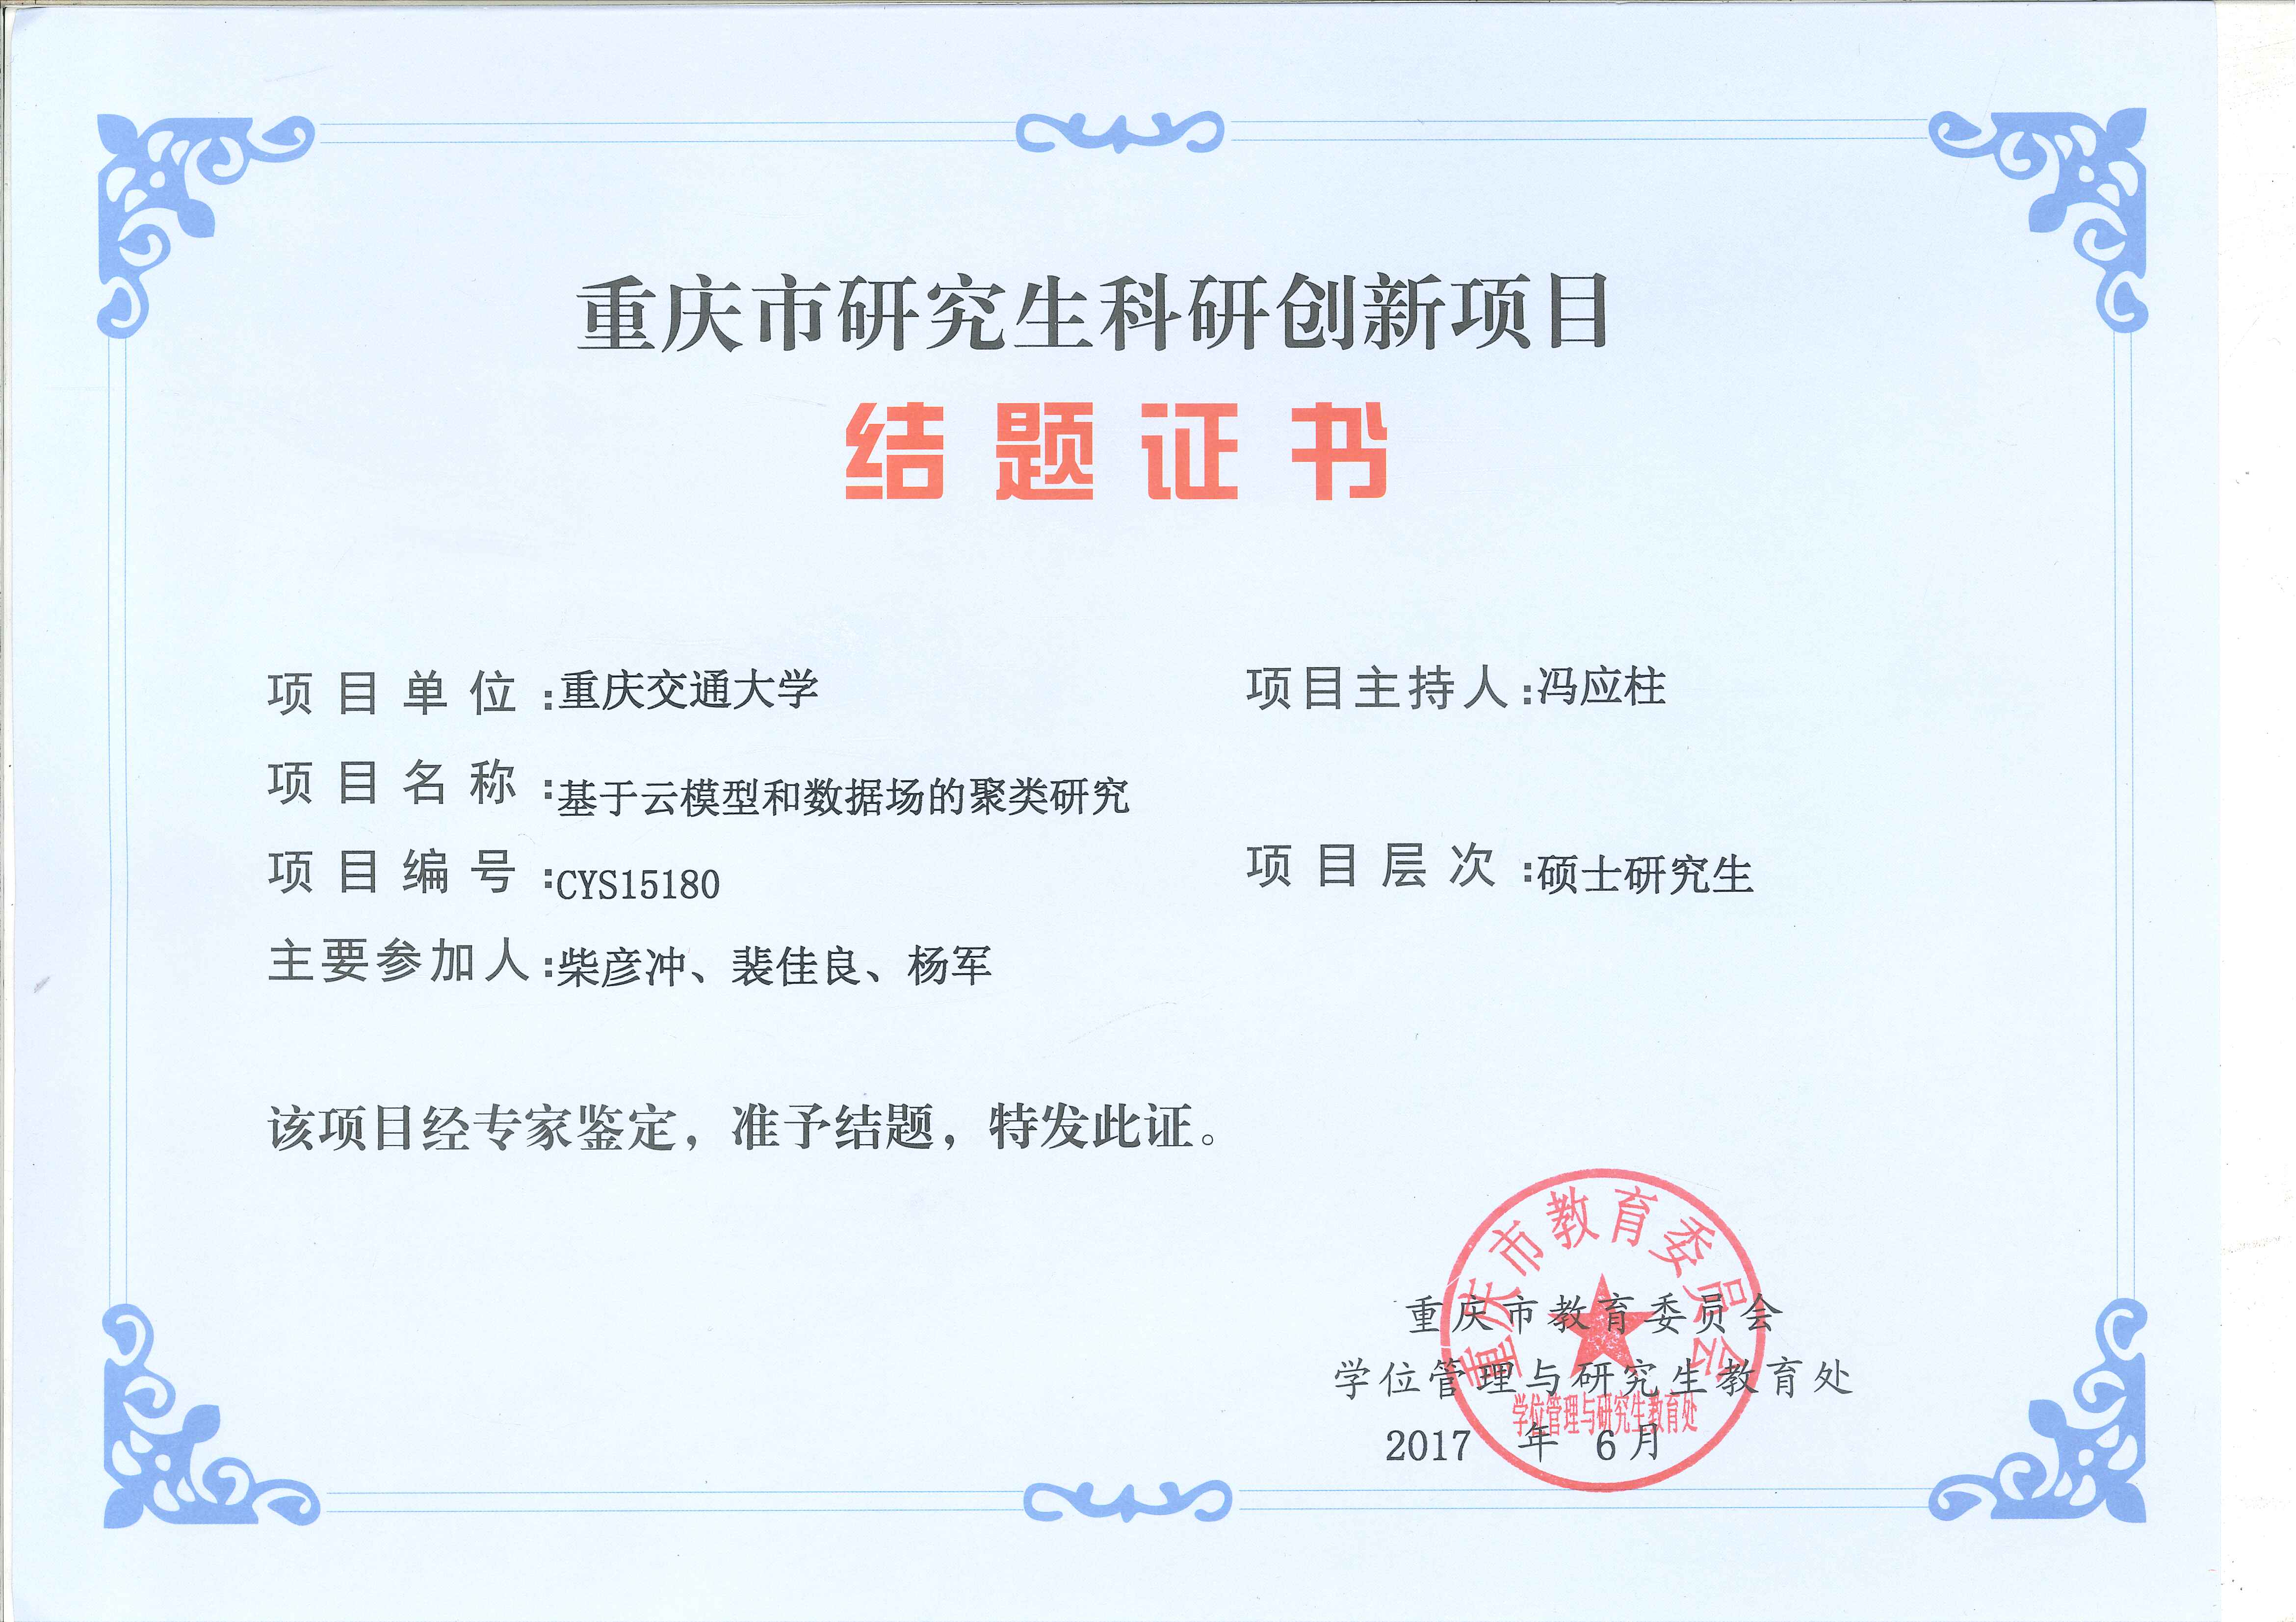 重庆市研究生科研创新项目
结题证书
项目单位:重庆交通大学 项目主持人:冯应柱
项目名称:基于云模型和数据场的聚类研究
项目编号:CYS15180 项目层次:硕士研究生
主要参加人:柴彦冲、裴佳良、杨军
该项目经专家鉴定，准予结题，特发此证。
重庆市教育委员会
学位管理与研究生教育处
2017 年 6月
重庆市教育委员会
学位管理与研究生教育处